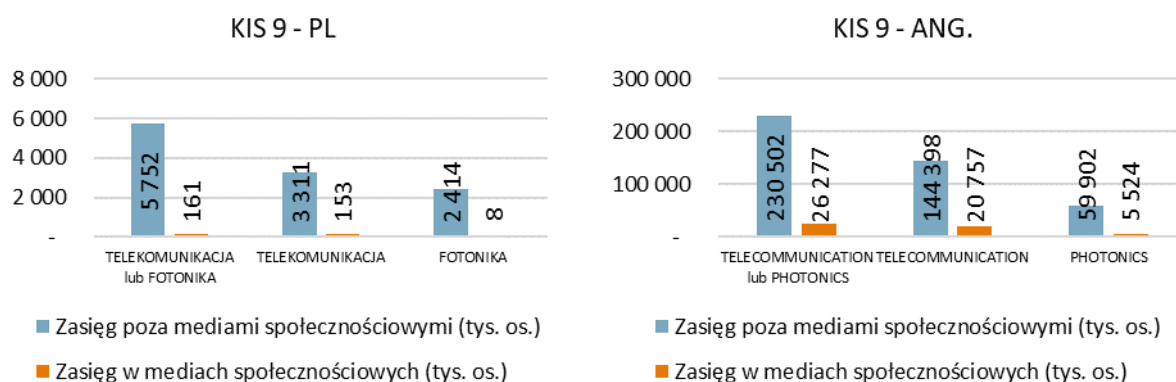 KIS 9 - PL
8 000
6 000
4 000
2 000
-
5 752
161
3 311
153
2 414
8
TELEKOMUNIKACJA
lub FOTONIKA
TELEKOMUNIKACJA
FOTONIKA
Zasięg poza mediami społecznościowymi (tys. os.)
Zasięg w mediach społecznościowych (tys. os.)
KIS 9 - ANG.
300 000
200 000
100 000
-
230 502
26 277
144 398
20 757
59 902
5 524
TELECOMMUNICATION
lub PHOTONICS
TELECOMMUNICATION
PHOTONICS
Zasięg poza mediami społecznościowymi (tys. os.)
Zasięg w mediach społecznościowych (tys. os.)